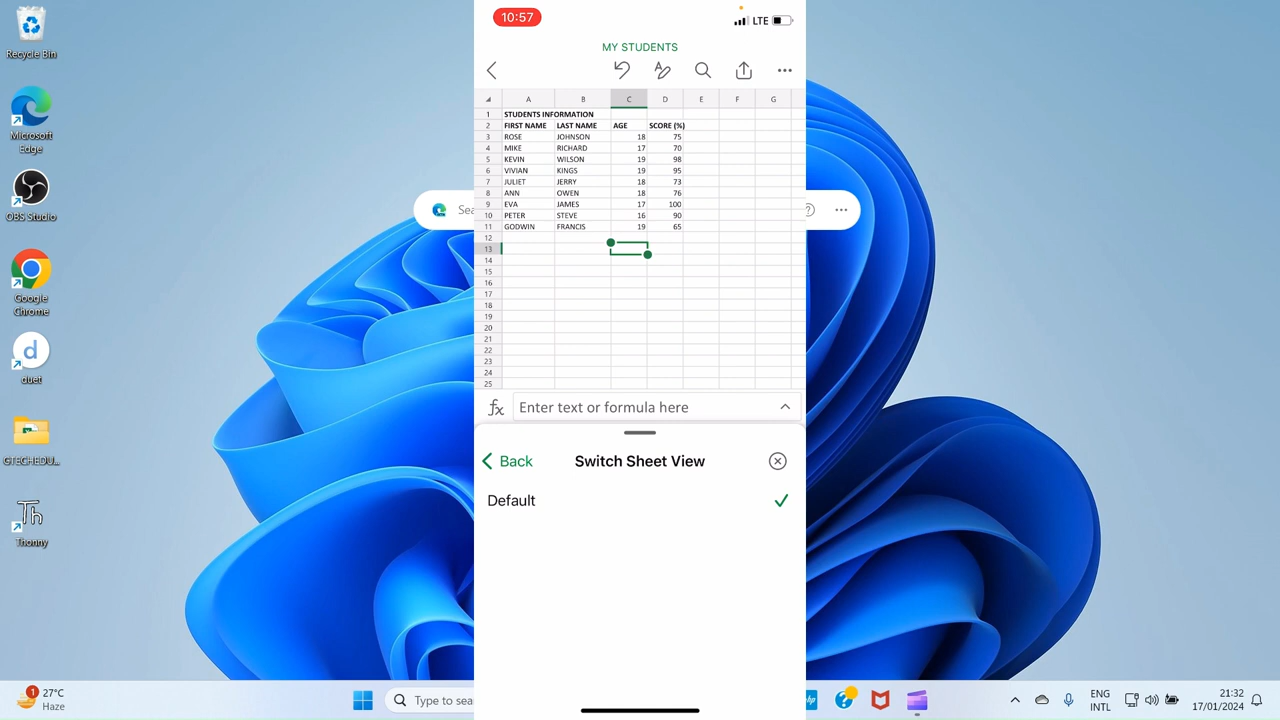 Recycle Bin
Microsoft
Edge
OBS Studio
Google
Chrome
duet
GTECHEDU...
Thonny
10:57
LTE
MY STUDENTS
A B C D E F G
1 STUDENTS INFORMATION
2 FIRST NAME LAST NAME AGE SCORE (%)
3 ROSE JOHNSON 18 75
4 MIKE RICHARD 17 70
5 KEVIN WILSON 19 98
6 VIVIAN KINGS 19 95
7 JULIET JERRY 18 73
8 ANN OWEN 18 76
9 EVA JAMES 17 100
10 PETER STEVE 16 90
11 GODWIN FRANCIS 19 65
12
13
14
15
16
17
18
19
20
21
22
23
24
25
fx Enter text or formula here
Back Switch Sheet View
Default
Sea
1 27°C
Haze
Type to sea
hp
ENG
INTL
21:5
17/01/202